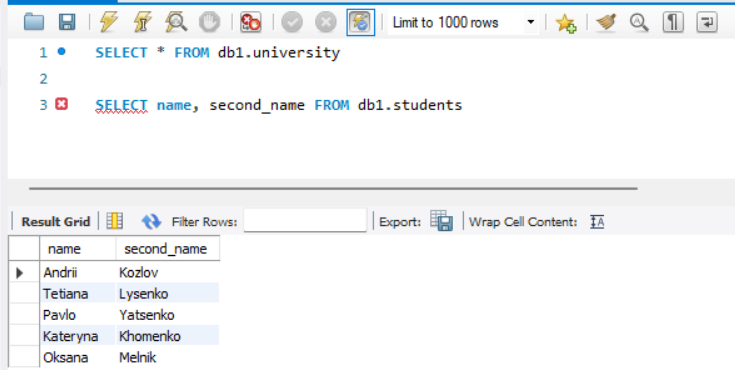 Limit to 1000 rows
1 SELECT * FROM db1.university
2
3 SELECT name, second_name FROM db1.students
Result Grid Filter Rows: Export: Wrap Cell Content: IA
name second_name
Andrii Kozlov
Tetiana Lysenko
Pavlo Yatsenko
Kateryna Khomenko
Oksana Melnik